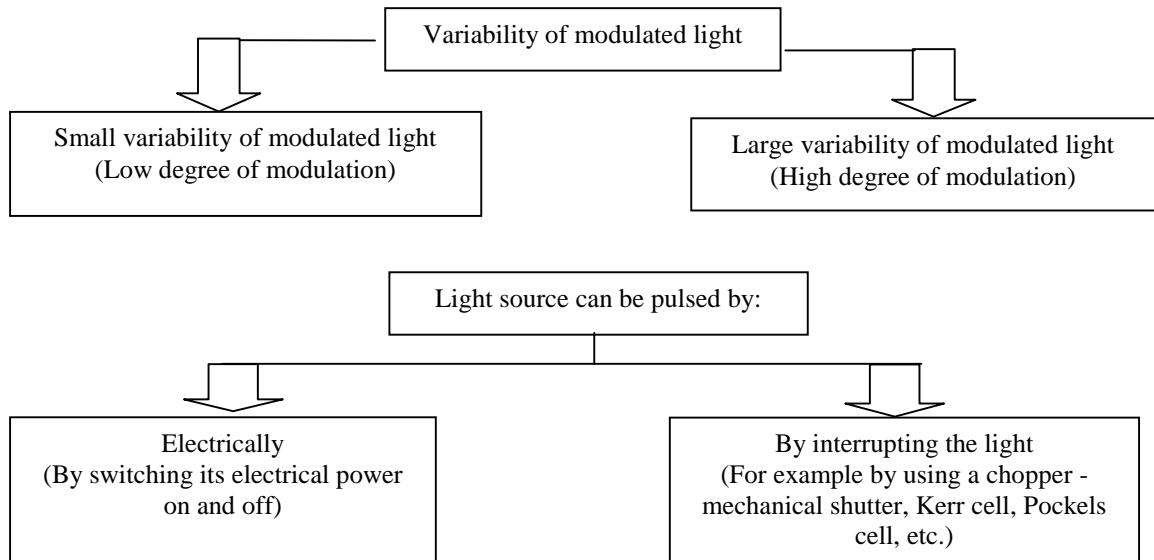 Variability of modulated light
Small variability of modulated light
(Low degree of modulation)
Large variability of modulated light
(High degree of modulation)
Light source can be pulsed by:
Electrically
(By switching its electrical power
on and off)
By interrupting the light
(For example by using a chopper -
mechanical shutter, Kerr cell, Pockels
cell, etc.)